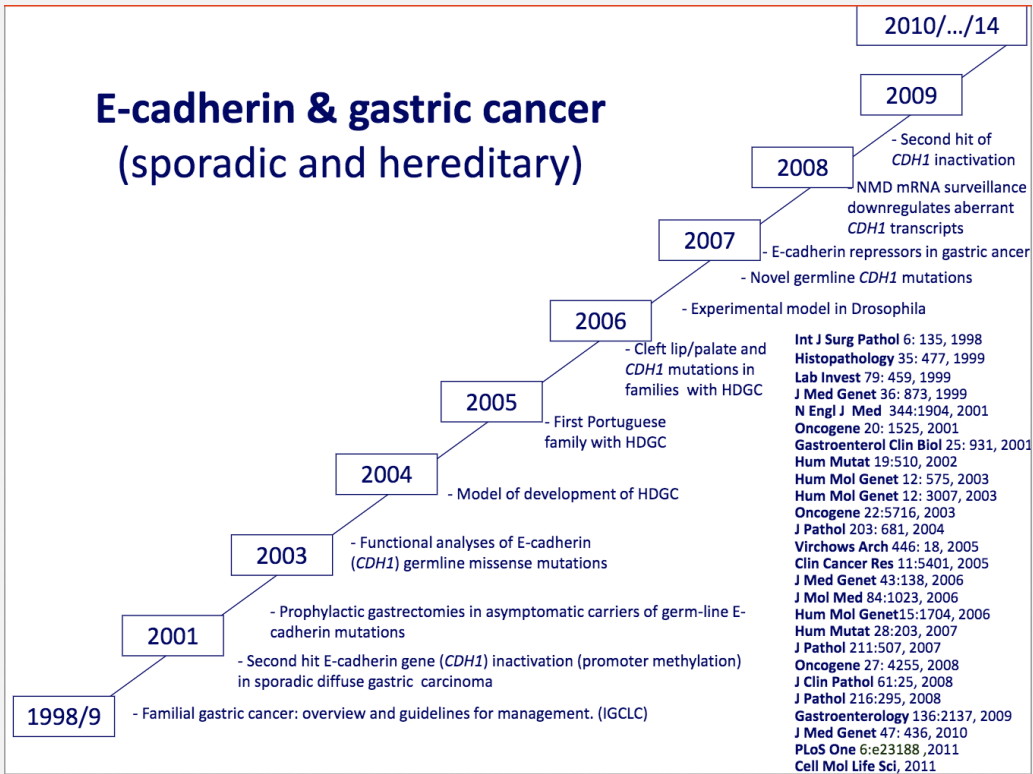 2010/.../14
2009
E-cadherin & gastric cancer
(sporadic and hereditary)
- Second hit of
CDH1 inactivation
2008
- NMD mRNA surveillance
downregulates aberrant
CDH1 transcripts
2007
- E-cadherin repressors in gastric ancer
- Novel germline CDH1 mutations
- Experimental model in Drosophila
2006
- Cleft lip/palate and
CDH1 mutations in
families with HDGC
2005
- First Portuguese
family with HDGC
2004
- Model of development of HDGC
2003
- Functional analyses of E-cadherin
(CDH1) germline missense mutations
- Prophylactic gastrectomies in asymptomatic carriers of germ-line E-
cadherin mutations
2001
- Second hit E-cadherin gene (CDH1) inactivation (promoter methylation)
in sporadic diffuse gastric carcinoma
1998/9
- Familial gastric cancer: overview and guidelines for management. (IGCLC)
Int J Surg Pathol 6: 135, 1998
Histopathology 35: 477, 1999
Lab Invest 79: 459, 1999
J Med Genet 36: 873, 1999
N Engl J Med 344:1904, 2001
Oncogene 20: 1525, 2001
Gastroenterol Clin Biol 25: 931, 2001
Hum Mutat 19:510, 2002
Hum Mol Genet 12: 575, 2003
Hum Mol Genet 12: 3007, 2003
Oncogene 22:5716, 2003
J Pathol 203: 681, 2004
Virchows Arch 446: 18, 2005
Clin Cancer Res 11:5401, 2005
J Med Genet 43:138, 2006
J Mol Med 84:1023, 2006
Hum Mol Genet15:1704, 2006
Hum Mutat 28:203, 2007
J Pathol 211:507, 2007
Oncogene 27: 4255, 2008
J Clin Pathol 61:25, 2008
J Pathol 216:295, 2008
Gastroenterology 136:2137, 2009
J Med Genet 47: 436, 2010
PLoS One 6:e23188 ,2011
Cell Mol Life Sci, 2011